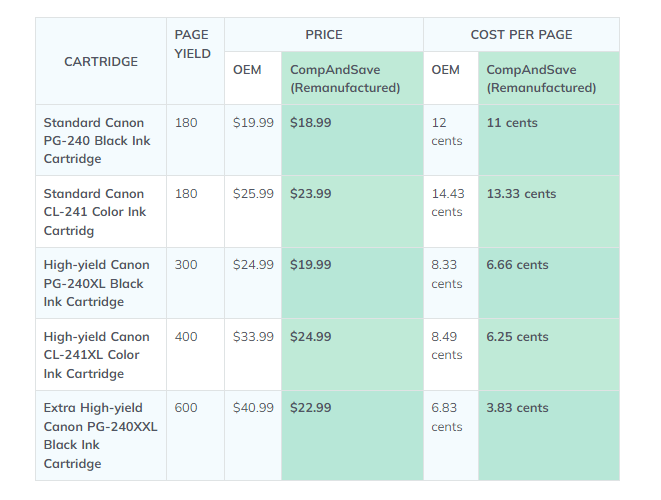 CARTRIDGE
PAGE
YIELD
PRICE
COST PER PAGE
OEM
CompAndSave
(Remanufactured)
OEM
CompAndSave
(Remanufactured)
Standard Canon
PG-240 Black Ink
Cartridge
180
$19.99
$18.99
12
cents
11 cents
Standard Canon
CL-241 Color Ink
Cartridg
180
$25.99
$23.99
14.43
cents
13.33 cents
High-yield Canon
PG-240XL Black
Ink Cartridge
300
$24.99
$19.99
8.33
cents
6.66 cents
High-yield Canon
CL-241XL Color
Ink Cartridge
400
$33.99
$24.99
8.49
cents
6.25 cents
Extra High-yield
Canon PG-240XXL
Black Ink
Cartridge
600
$40.99
$22.99
6.83
cents
3.83 cents